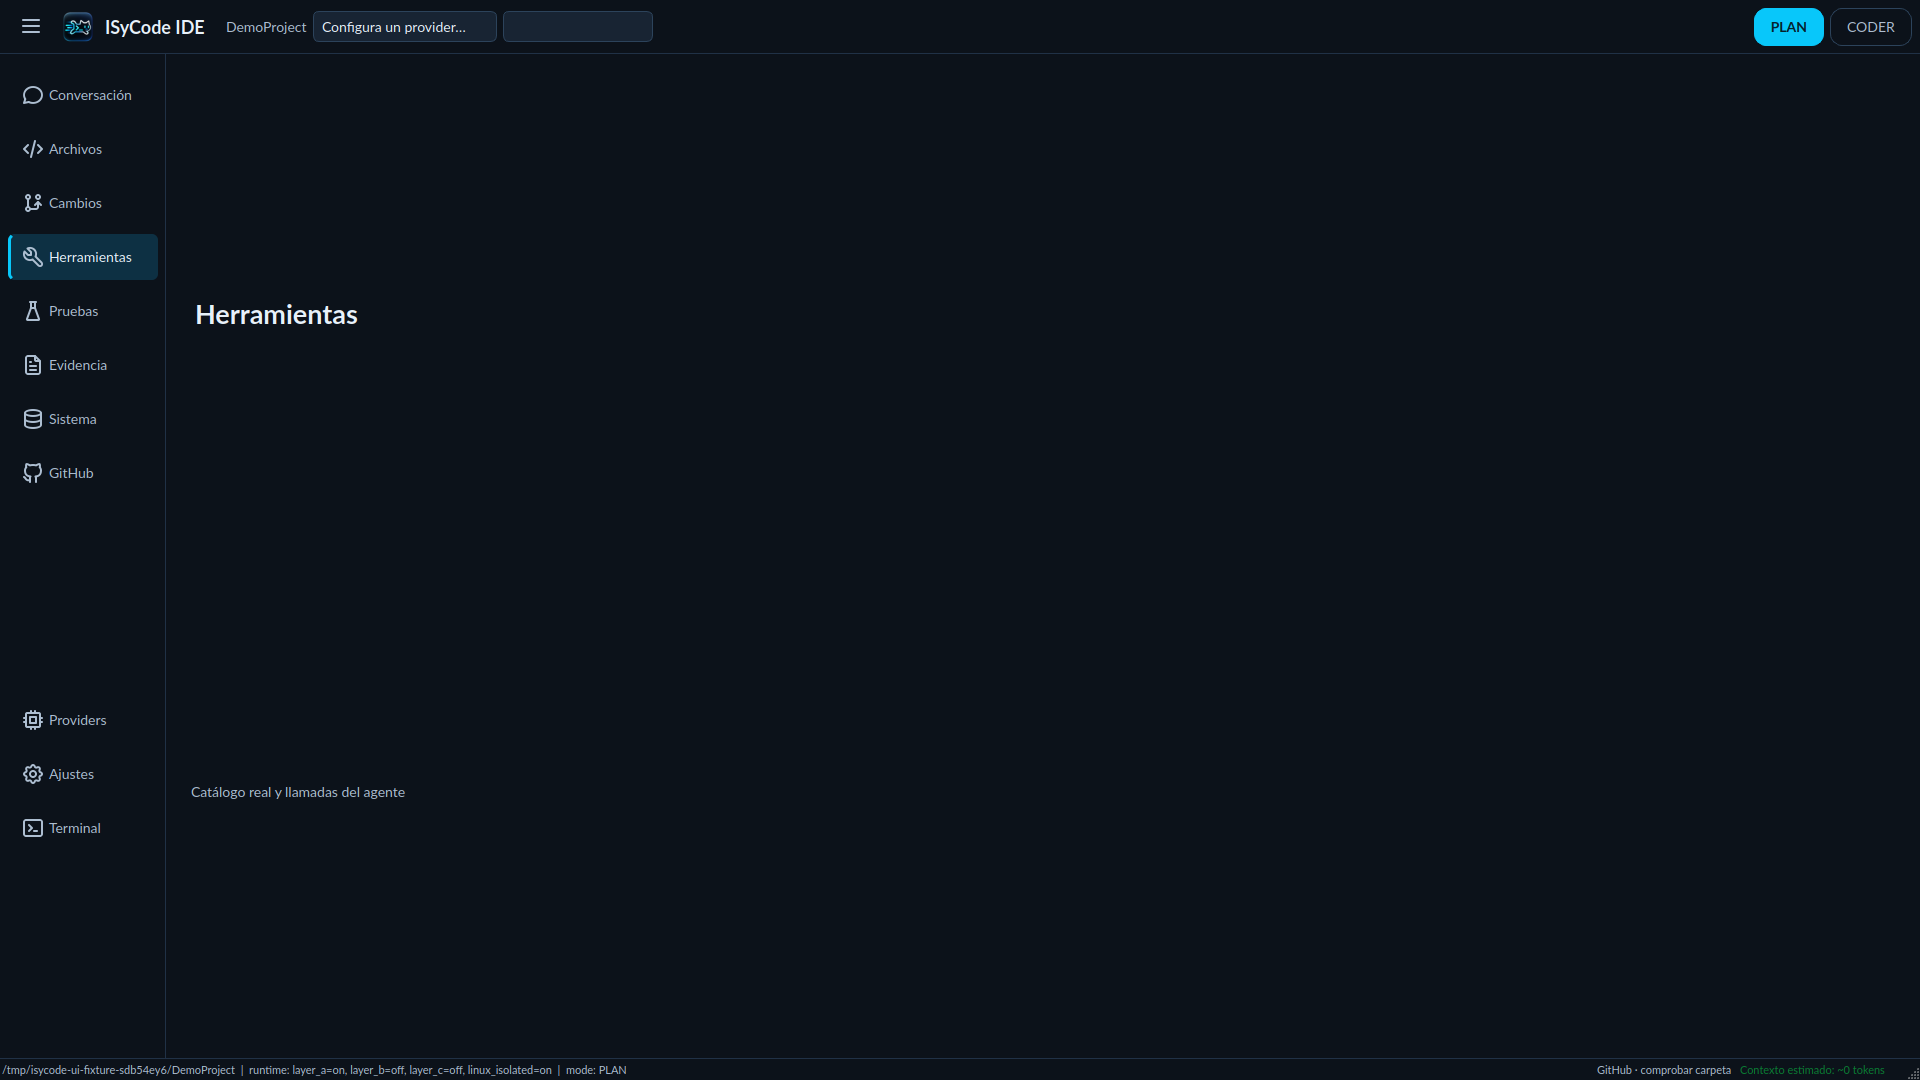 ISyCode IDE DemoProject Configura un provider... PLAN CODER
Conversación
Archivos
Cambios
Herramientas
Pruebas
Evidencia
Sistema
GitHub
Providers
Ajustes
Terminal
Herramientas
Catálogo real y llamadas del agente
/tmp/isycode-ui-fixture-sdb54ey6/DemoProject | runtime: layer_a=on, layer_b=off, layer_c=off, linux_isolated=on | mode: PLAN GitHub · comprobar carpeta Contexto estimado: ~0 tokens